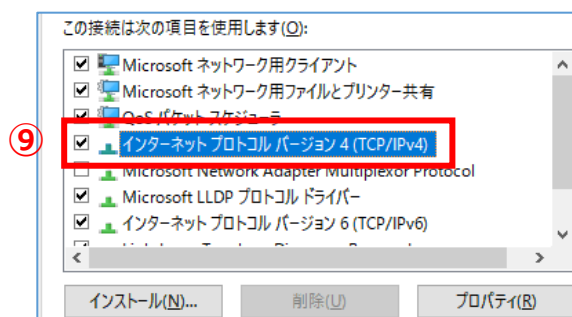 この接続は次の項目を使用します(O):
Microsoft ネットワーク用クライアント
Microsoft ネットワーク用ファイルとプリンター共有
QoS パケット スケジューラ
⑨ インターネット プロトコル バージョン 4 (TCP/IPv4)
Microsoft Network Adapter Multiplexor Protocol
Microsoft LLDP プロトコル ドライバー
インターネット プロトコル バージョン 6 (TCP/IPv6)
インストール(N)... 削除(U) プロパティ(R)